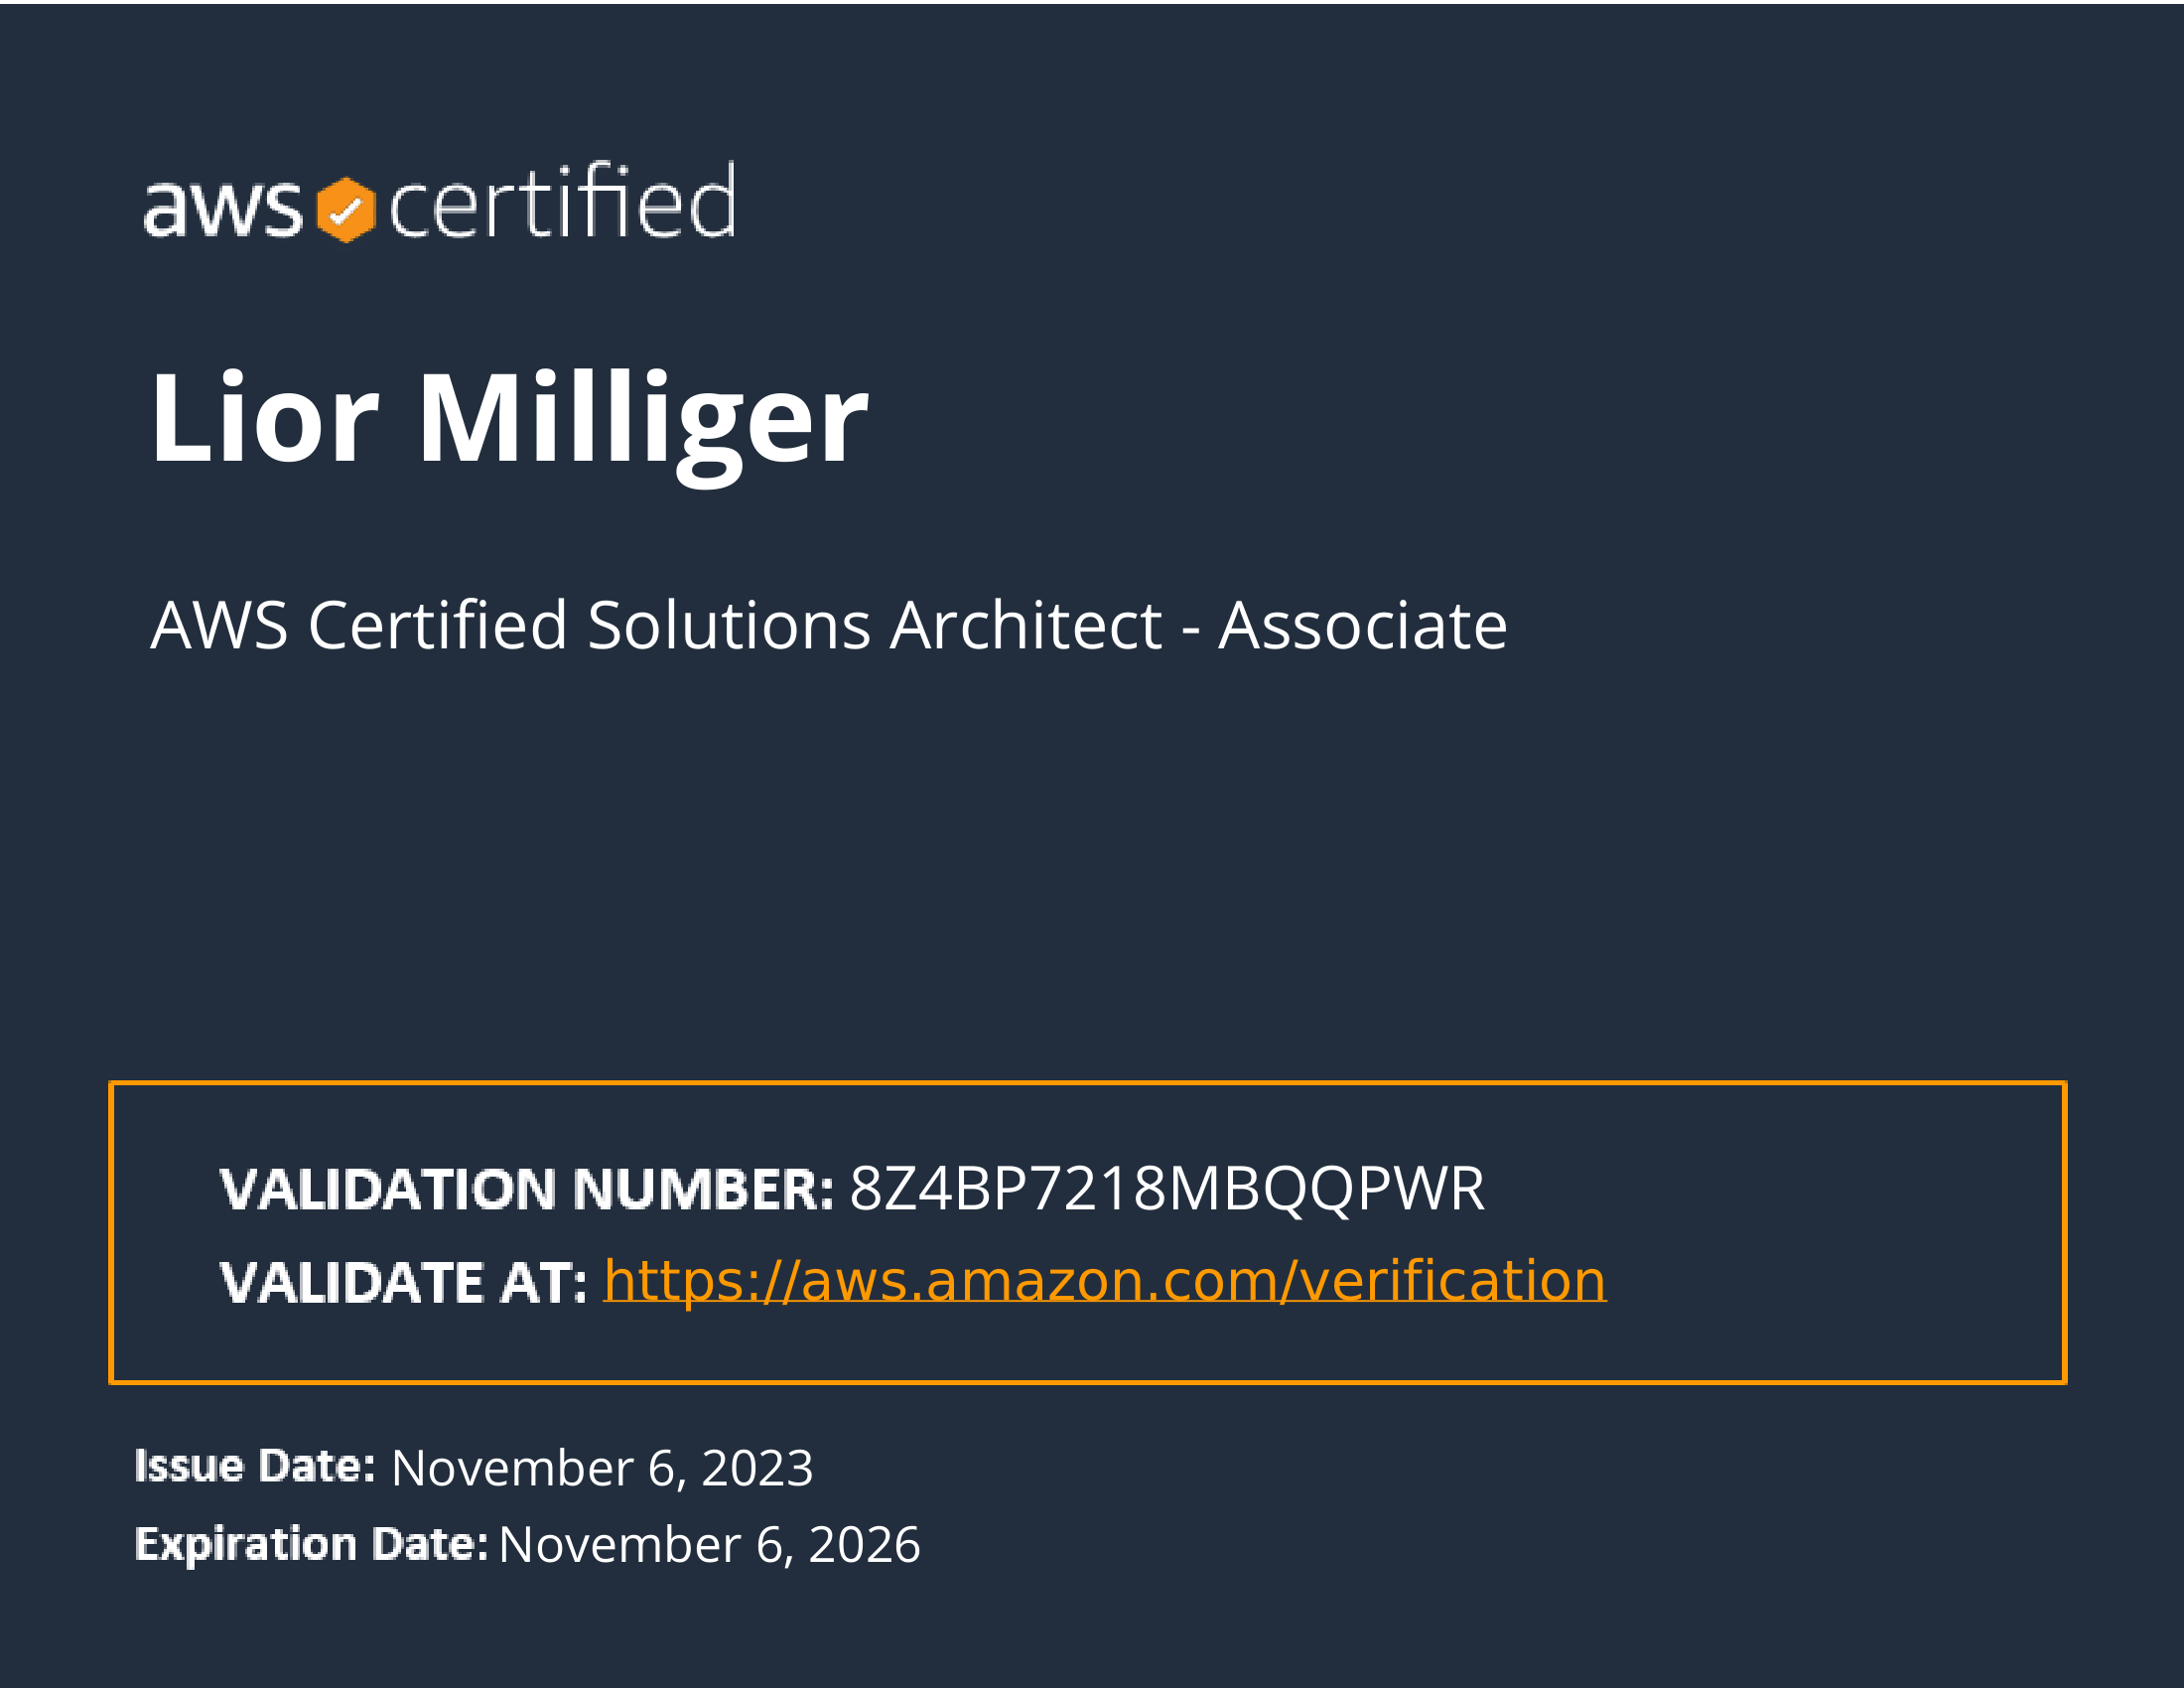 aws certified
Lior Milliger
AWS Certified Solutions Architect - Associate
VALIDATION NUMBER: 8Z4BP7218MBQQPWR
VALIDATE AT: https://aws.amazon.com/verification
Issue Date: November 6, 2023
Expiration Date: November 6, 2026